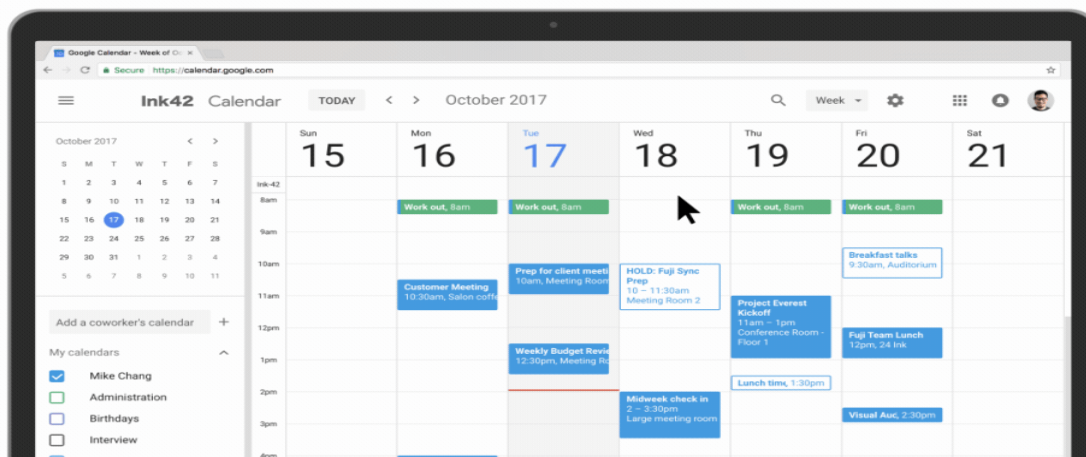 Google Calendar - Week of Oc
Secure https://calendar.google.com
Ink42 Calendar TODAY October 2017 Week
October 2017
S M T W T F S
1 2 3 4 5 6 7
8 9 10 11 12 13 14
15 16 17 18 19 20 21
22 23 24 25 26 27 28
29 30 31 1 2 3 4
5 6 7 8 9 10 11
Add a coworker's calendar +
My calendars
Mike Chang
Administration
Birthdays
Interview
Sun Mon Tue Wed Thu Fri Sat
15 16 17 18 19 20 21
Ink-42
8am
9am
10am
11am
12pm
1pm
2pm
3pm
4pm
Work out, 8am
Customer Meeting
10:30am, Salon coffe
Work out, 8am
Prep for client meeti
10am, Meeting Room
Weekly Budget Revie
12:30pm, Meeting Ro
HOLD: Fuji Sync
Prep
10 – 11:30am
Meeting Room 2
Midweek check in
2 – 3:30pm
Large meeting room
Work out, 8am
Project Everest
Kickoff
11am – 1pm
Conference Room -
Floor 1
Lunch time, 1:30pm
Work out, 8am
Breakfast talks
9:30am, Auditorium
Fuji Team Lunch
12pm, 24 Ink
Visual Auc, 2:30pm